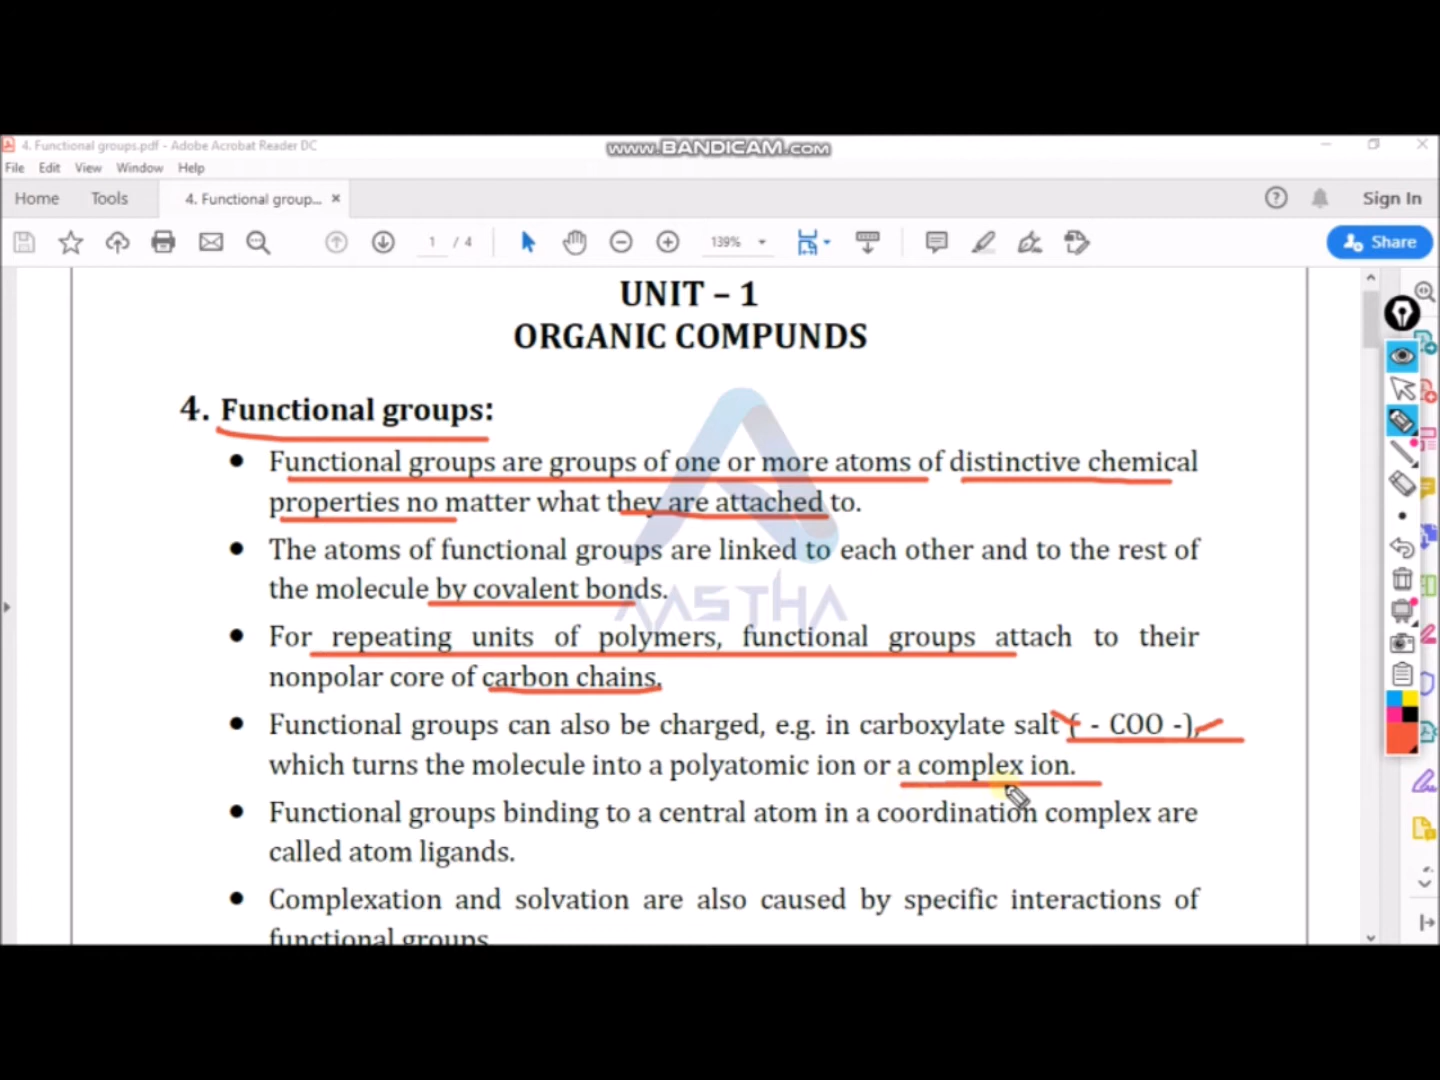 4. Functional groups.pdf - Adobe Acrobat Reader DC
www.BANDICAM.com
File Edit View Window Help
Home Tools 4. Functional group... × Sign In
1 / 4 139% Share
UNIT – 1
ORGANIC COMPUNDS
4. Functional groups:
• Functional groups are groups of one or more atoms of distinctive chemical
properties no matter what they are attached to.
• The atoms of functional groups are linked to each other and to the rest of
the molecule by covalent bonds.
AASTHA
• For repeating units of polymers, functional groups attach to their
nonpolar core of carbon chains.
• Functional groups can also be charged, e.g. in carboxylate salt ( - COO -),
which turns the molecule into a polyatomic ion or a complex ion.
• Functional groups binding to a central atom in a coordination complex are
called atom ligands.
• Complexation and solvation are also caused by specific interactions of
functional groups